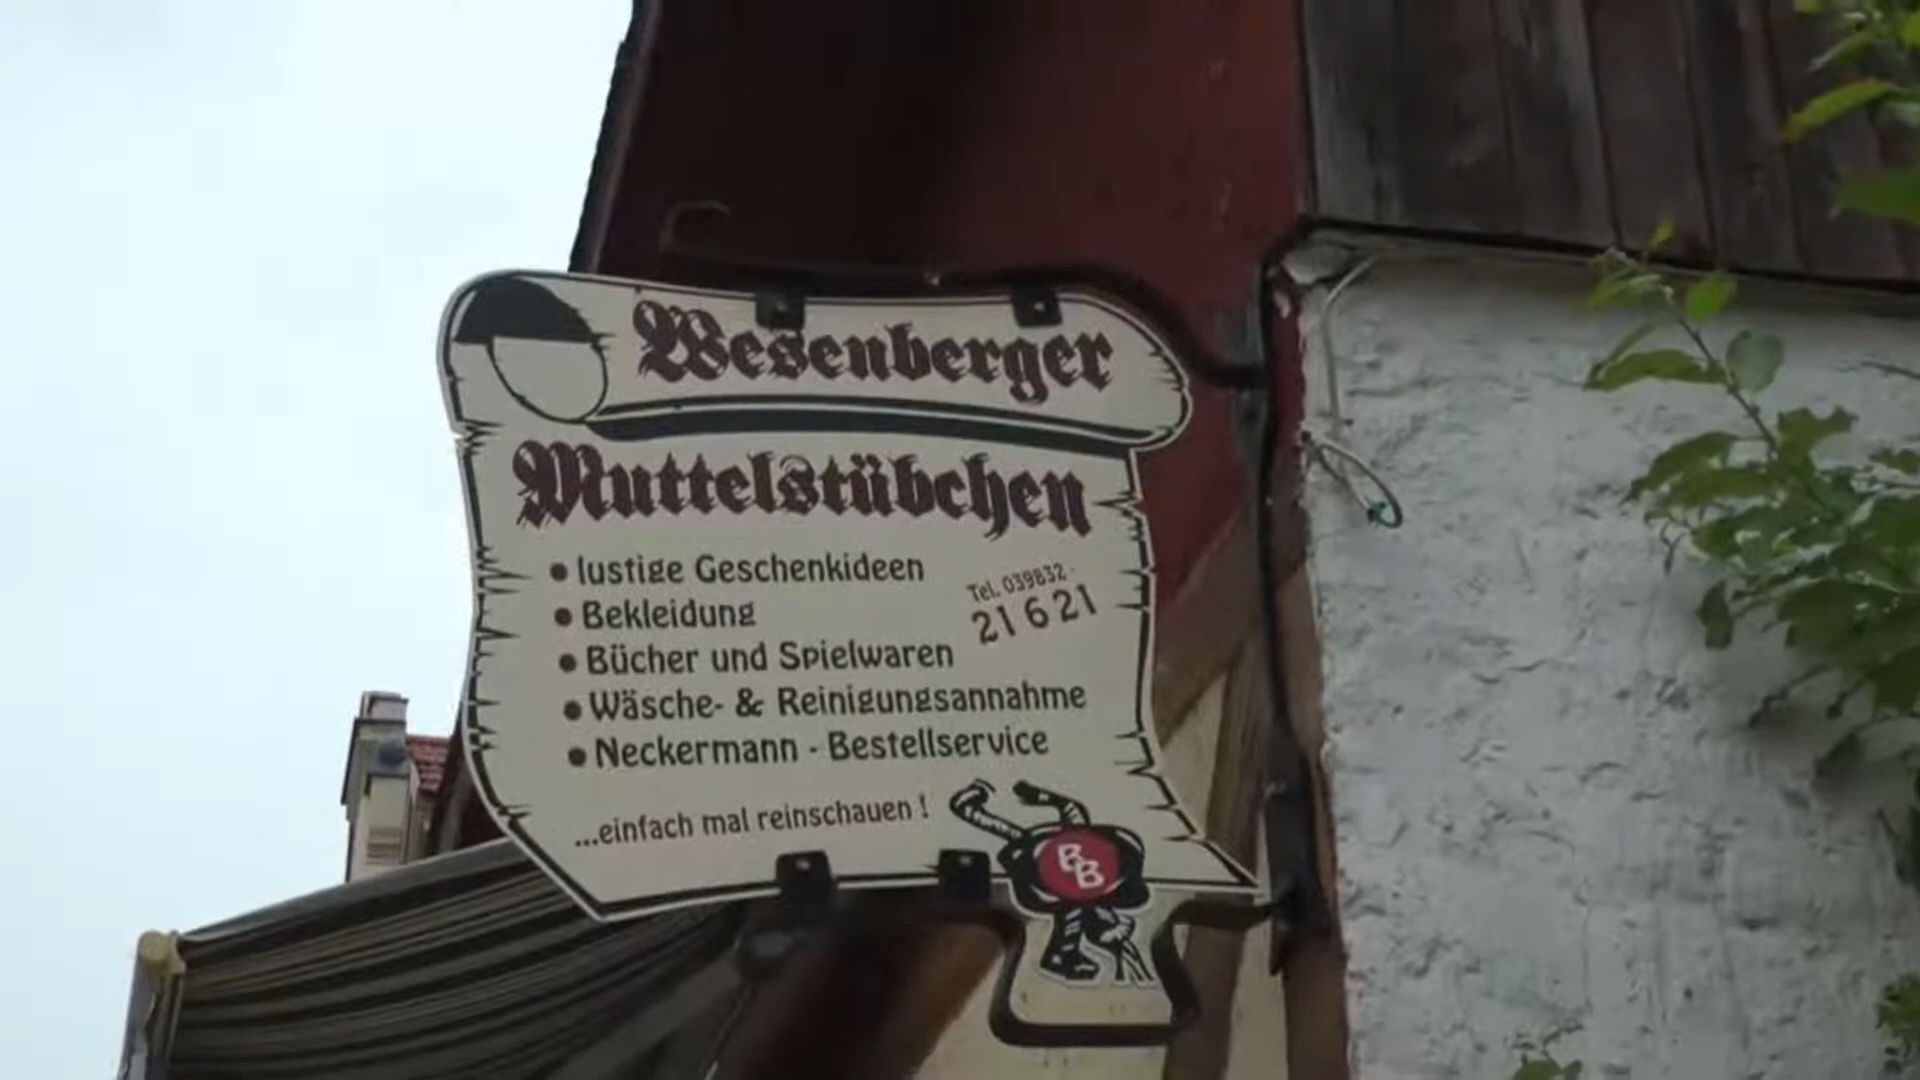 Wesenberger
Muttelstübchen
• lustige Geschenkideen
• Bekleidung
• Bücher und Spielwaren
• Wäsche- & Reinigungsannahme
• Neckermann - Bestellservice
Tel. 039832 -
21 6 21
...einfach mal reinschauen !
BB